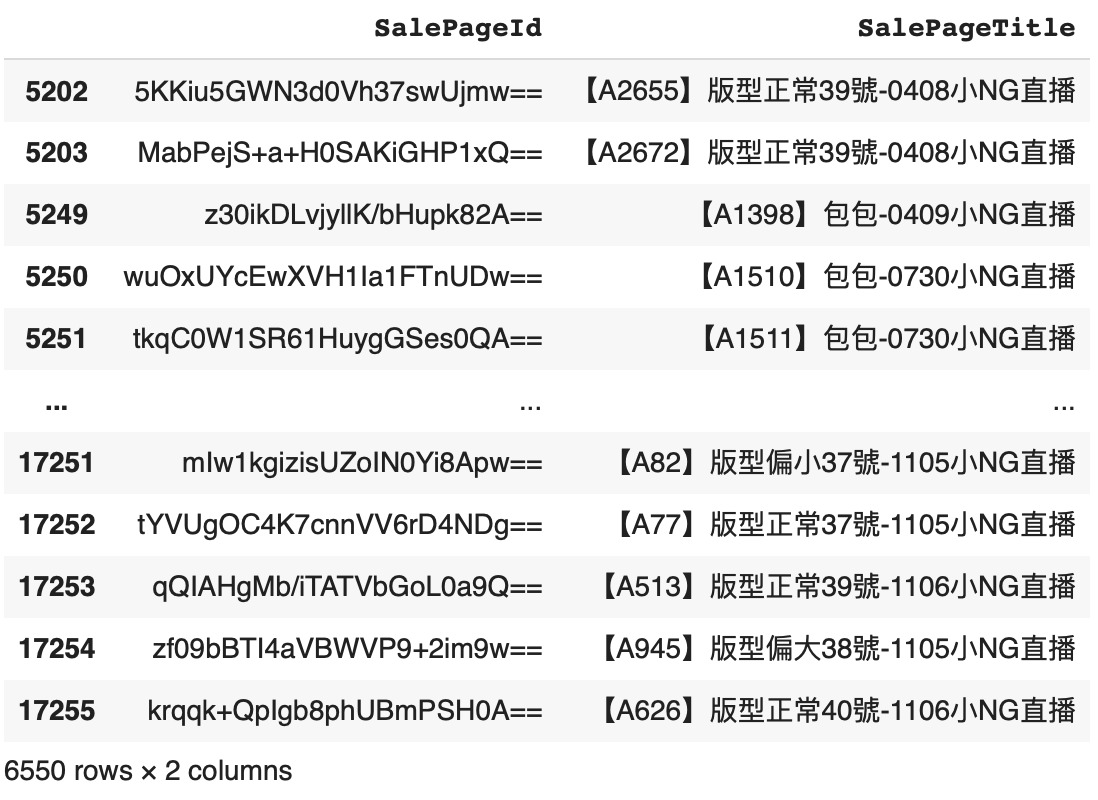 SalePageId SalePageTitle
5202 5KKiu5GWN3d0Vh37swUjmw== 【A2655】版型正常39號-0408小NG直播
5203 MabPejS+a+H0SAKiGHP1xQ== 【A2672】版型正常39號-0408小NG直播
5249 z30ikDLvjyllK/bHupk82A== 【A1398】包包-0409小NG直播
5250 wuOxUYcEwXVH1Ia1FTnUDw== 【A1510】包包-0730小NG直播
5251 tkqC0W1SR61HuygGSes0QA== 【A1511】包包-0730小NG直播
... ... ...
17251 mIw1kgizisUZoIN0Yi8Apw== 【A82】版型偏小37號-1105小NG直播
17252 tYVUgOC4K7cnnVV6rD4NDg== 【A77】版型正常37號-1105小NG直播
17253 qQIAHgMb/iTATVbGoL0a9Q== 【A513】版型正常39號-1106小NG直播
17254 zf09bBTI4aVBWVP9+2im9w== 【A945】版型偏大38號-1105小NG直播
17255 krqqk+QpIgb8phUBmPSH0A== 【A626】版型正常40號-1106小NG直播
6550 rows × 2 columns